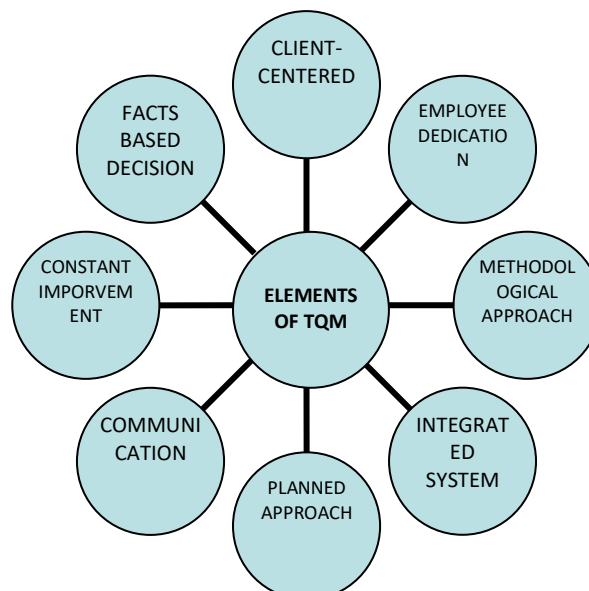 CLIENT-
CENTERED
EMPLOYEE
DEDICATIO
N
METHODOL
OGICAL
APPROACH
INTEGRAT
ED
SYSTEM
PLANNED
APPROACH
COMMUNI
CATION
CONSTANT
IMPORVEM
ENT
FACTS
BASED
DECISION
ELEMENTS
OF TQM